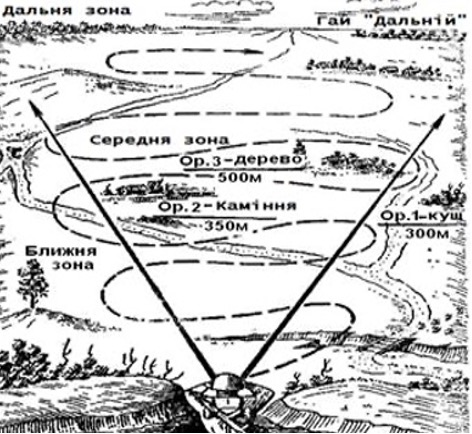 Дальня зона
Гай "Дальній"
Середня зона
Ор.3-дерево
500м
Ор.2-Каміння
350м
Ор.1-кущ
300м
Ближня
зона